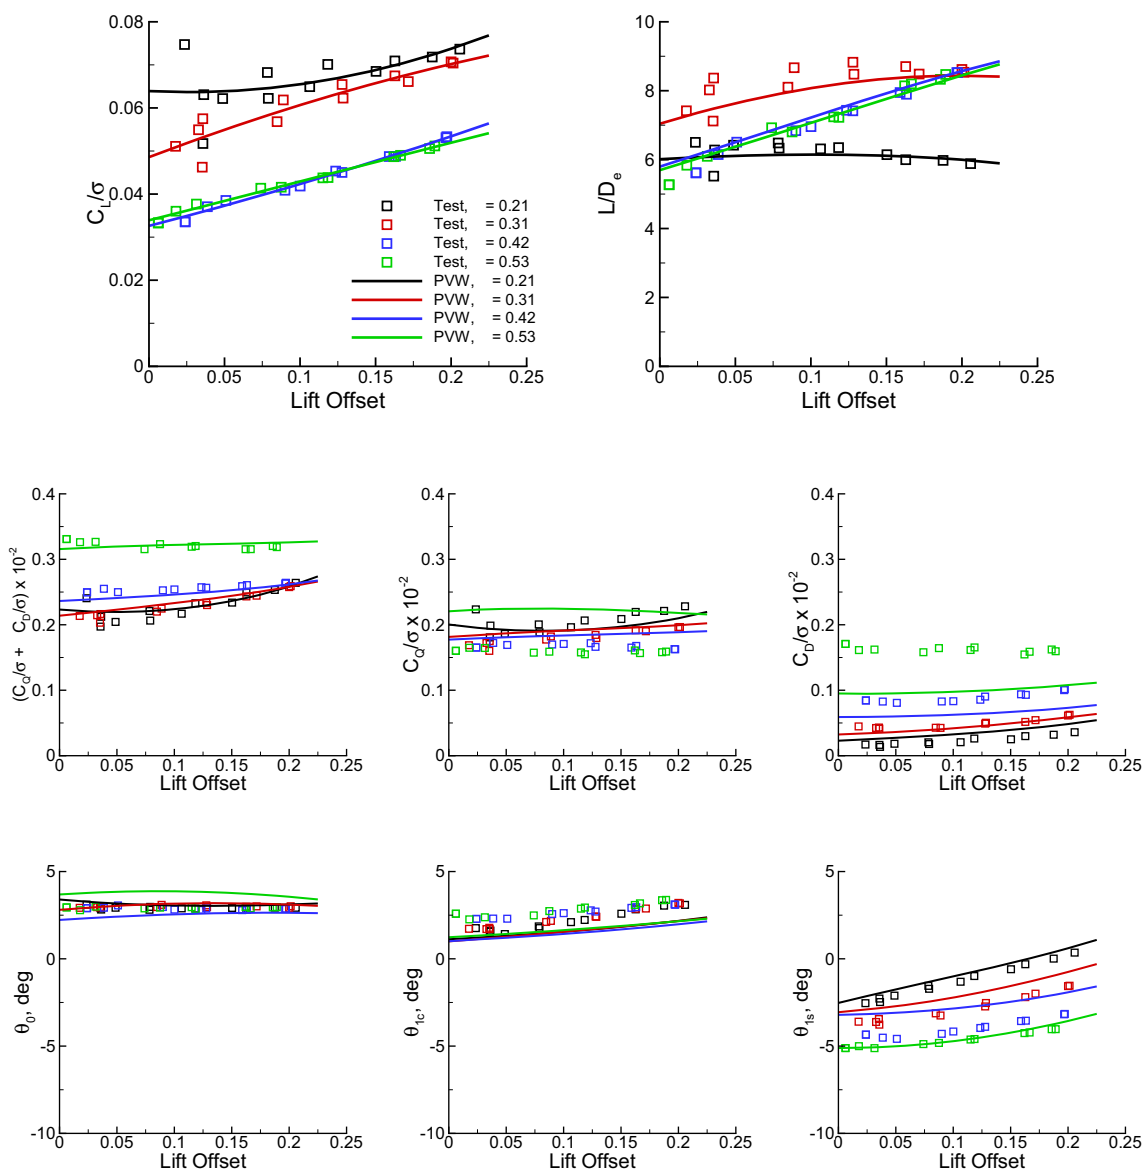 0.08
0.06
0.04
0.02
0
C_L/σ
0 0.05 0.1 0.15 0.2 0.25
Lift Offset
Test, = 0.21
Test, = 0.31
Test, = 0.42
Test, = 0.53
PVW, = 0.21
PVW, = 0.31
PVW, = 0.42
PVW, = 0.53
10
8
6
4
2
0
L/D_e
0 0.05 0.1 0.15 0.2 0.25
Lift Offset
0.4
0.3
0.2
0.1
0
(C_Q/σ + C_D/σ) x 10^-2
0 0.05 0.1 0.15 0.2 0.25
Lift Offset
0.4
0.3
0.2
0.1
0
C_Q/σ x 10^-2
0 0.05 0.1 0.15 0.2 0.25
Lift Offset
0.4
0.3
0.2
0.1
0
C_D/σ x 10^-2
0 0.05 0.1 0.15 0.2 0.25
Lift Offset
5
0
-5
-10
θ_0, deg
0 0.05 0.1 0.15 0.2 0.25
Lift Offset
5
0
-5
-10
θ_1c, deg
0 0.05 0.1 0.15 0.2 0.25
Lift Offset
5
0
-5
-10
θ_1s, deg
0 0.05 0.1 0.15 0.2 0.25
Lift Offset